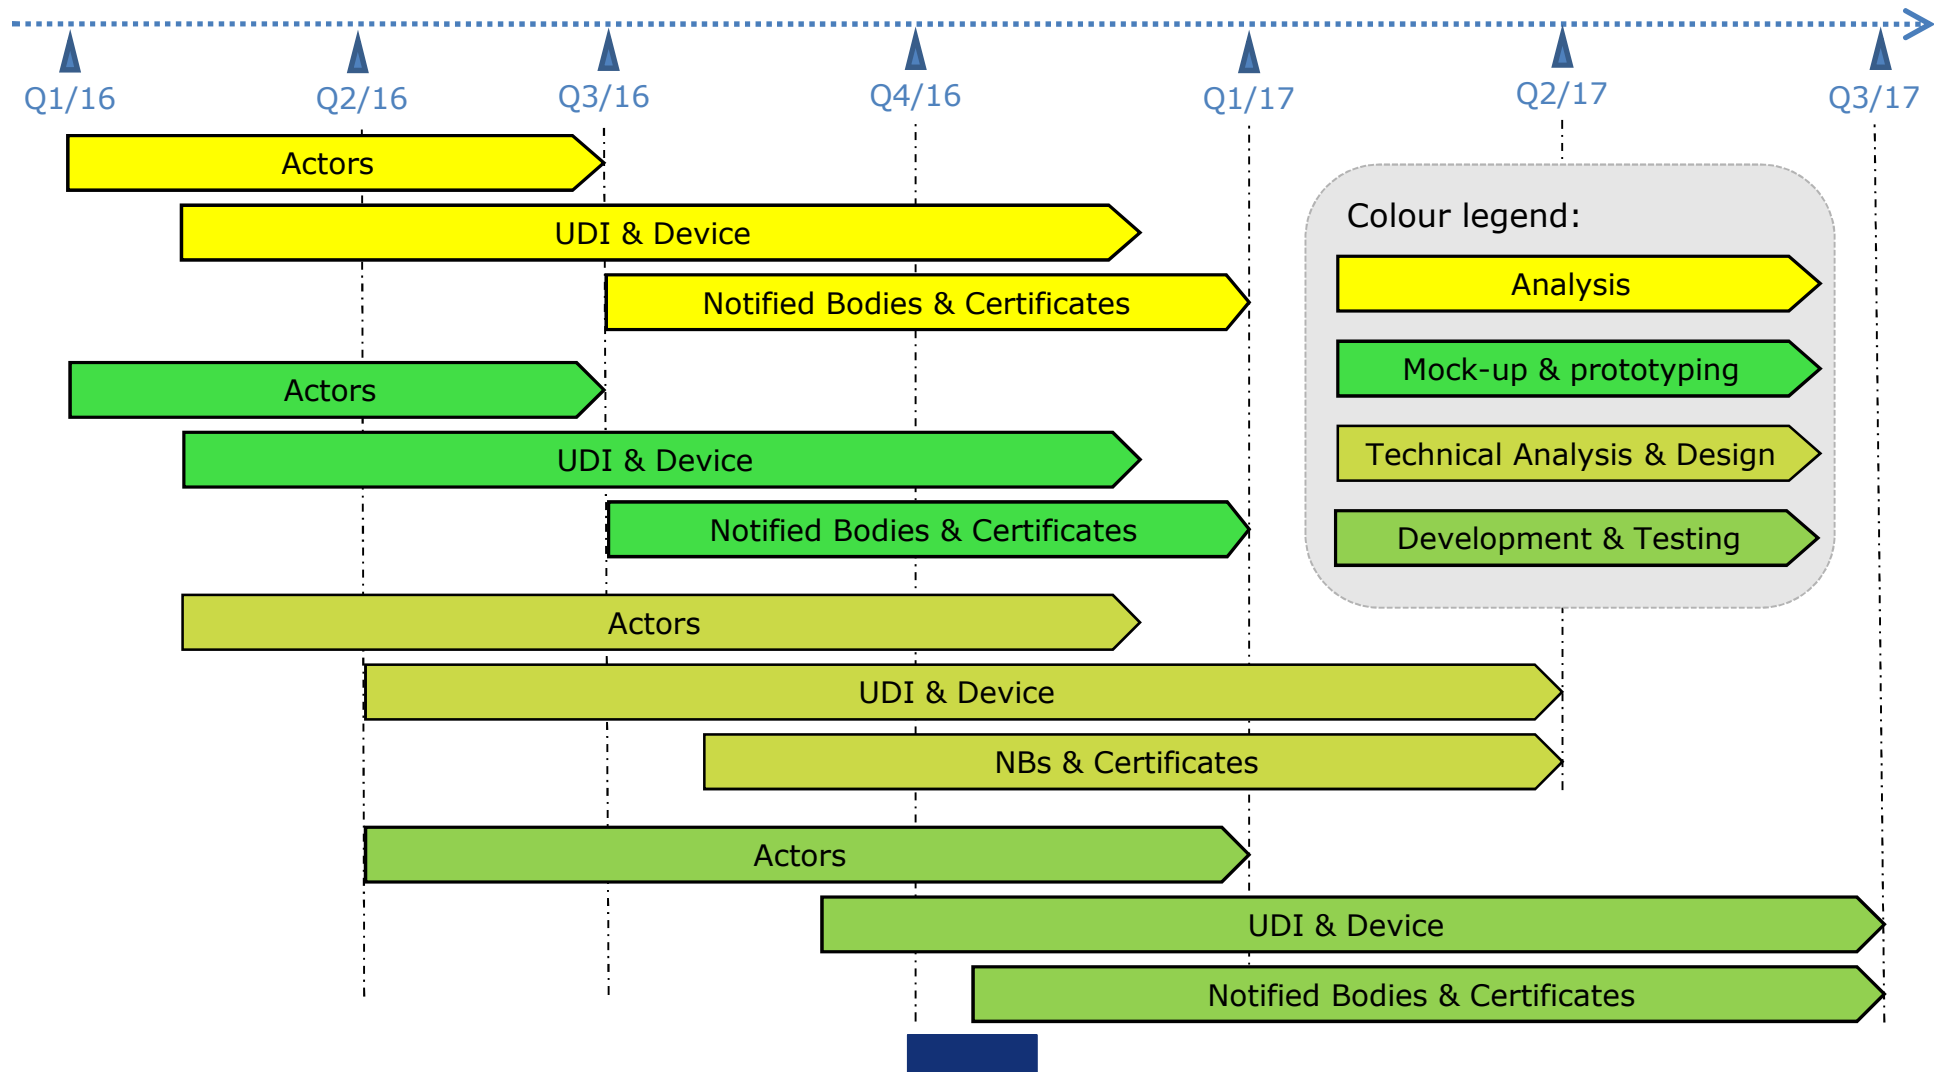 Q1/16
Q2/16
Q3/16
Q4/16
Q1/17
Q2/17
Q3/17
Actors
UDI & Device
Notified Bodies & Certificates
Actors
UDI & Device
Notified Bodies & Certificates
Actors
UDI & Device
NBs & Certificates
Actors
UDI & Device
Notified Bodies & Certificates
Colour legend:
Analysis
Mock-up & prototyping
Technical Analysis & Design
Development & Testing